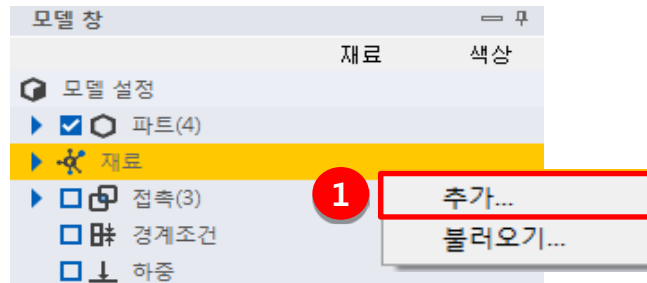 모델 창
재료 색상
모델 설정
파트(4)
재료
접촉(3)
1 추가...
경계조건
불러오기...
하중